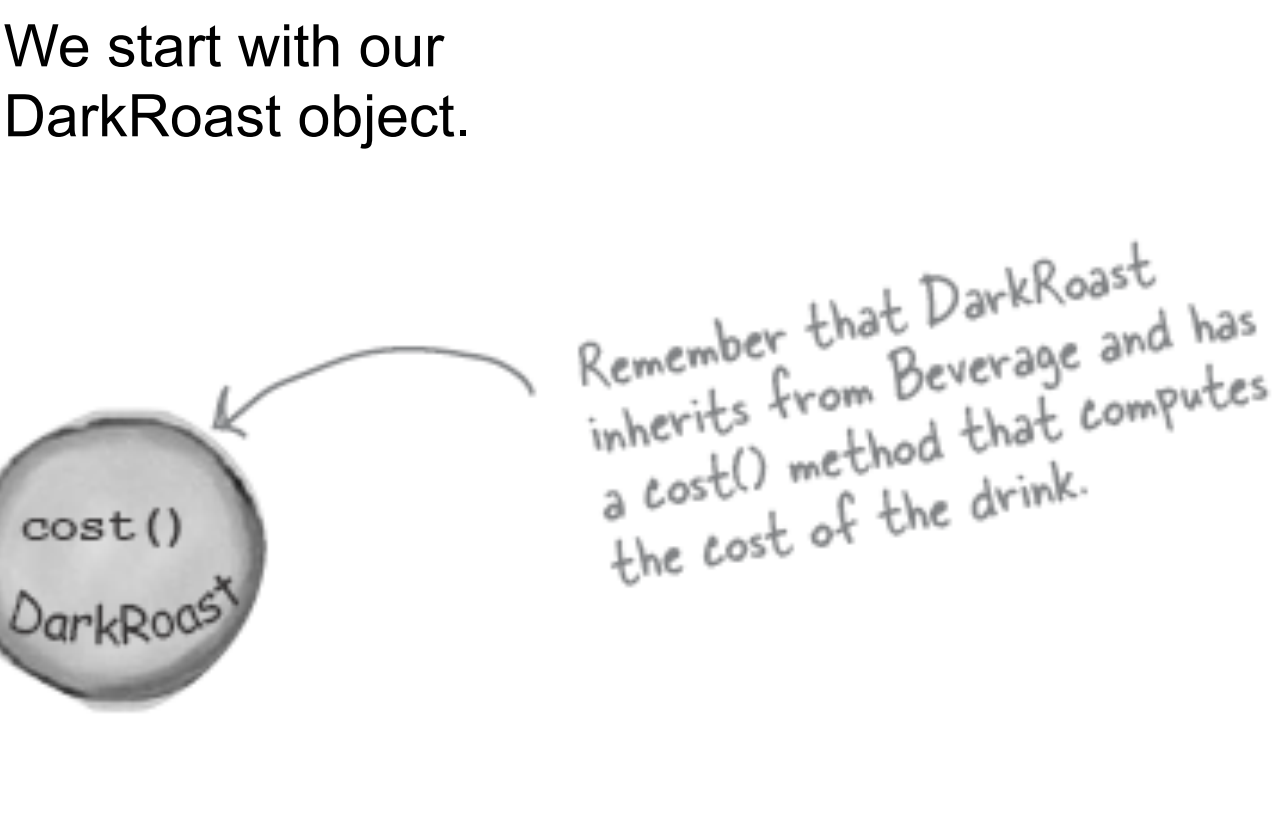 We start with our
DarkRoast object.
Remember that DarkRoast
inherits from Beverage and has
a cost() method that computes
the cost of the drink.
cost()
DarkRoast